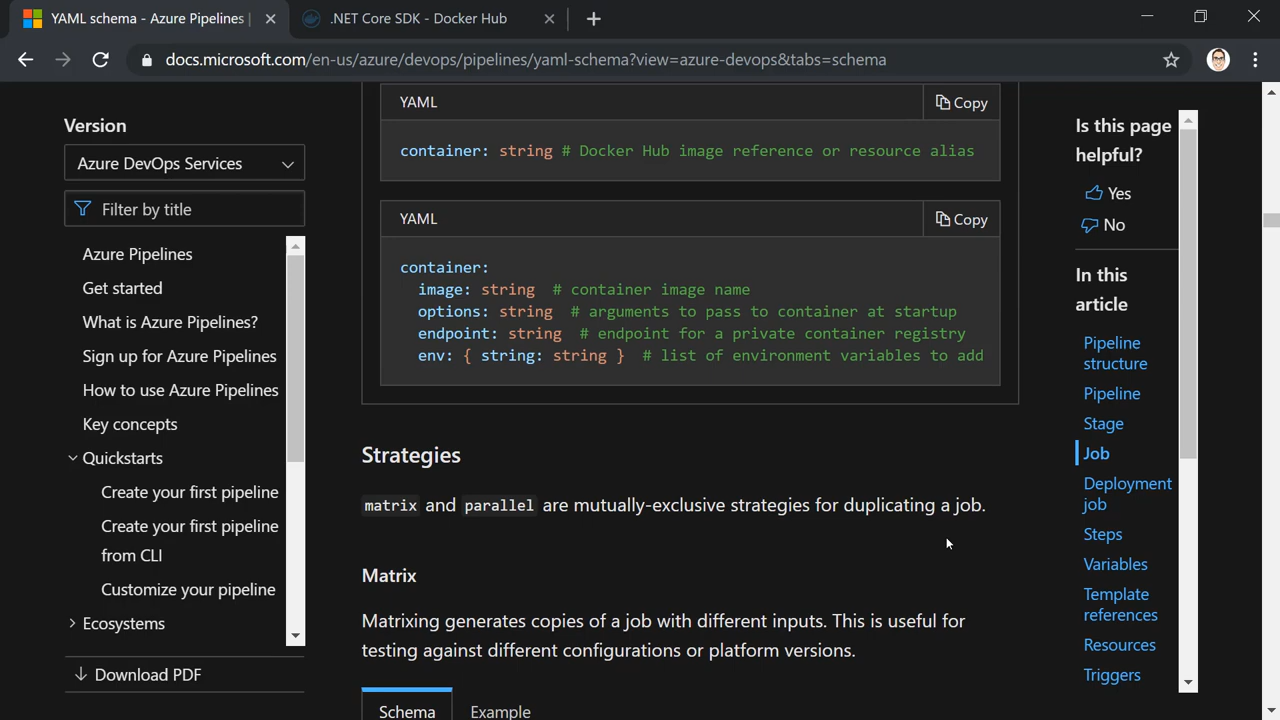 YAML schema - Azure Pipelines |
.NET Core SDK - Docker Hub
docs.microsoft.com/en-us/azure/devops/pipelines/yaml-schema?view=azure-devops&tabs=schema
Version
Azure DevOps Services
Filter by title
Azure Pipelines
Get started
What is Azure Pipelines?
Sign up for Azure Pipelines
How to use Azure Pipelines
Key concepts
Quickstarts
Create your first pipeline
Create your first pipeline
from CLI
Customize your pipeline
Ecosystems
Download PDF
YAML
Copy
container: string # Docker Hub image reference or resource alias
YAML
Copy
container:
image: string # container image name
options: string # arguments to pass to container at startup
endpoint: string # endpoint for a private container registry
env: { string: string } # list of environment variables to add
Strategies
matrix and parallel are mutually-exclusive strategies for duplicating a job.
Matrix
Matrixing generates copies of a job with different inputs. This is useful for
testing against different configurations or platform versions.
Schema
Example
Is this page
helpful?
Yes
No
In this
article
Pipeline
structure
Pipeline
Stage
Job
Deployment
job
Steps
Variables
Template
references
Resources
Triggers